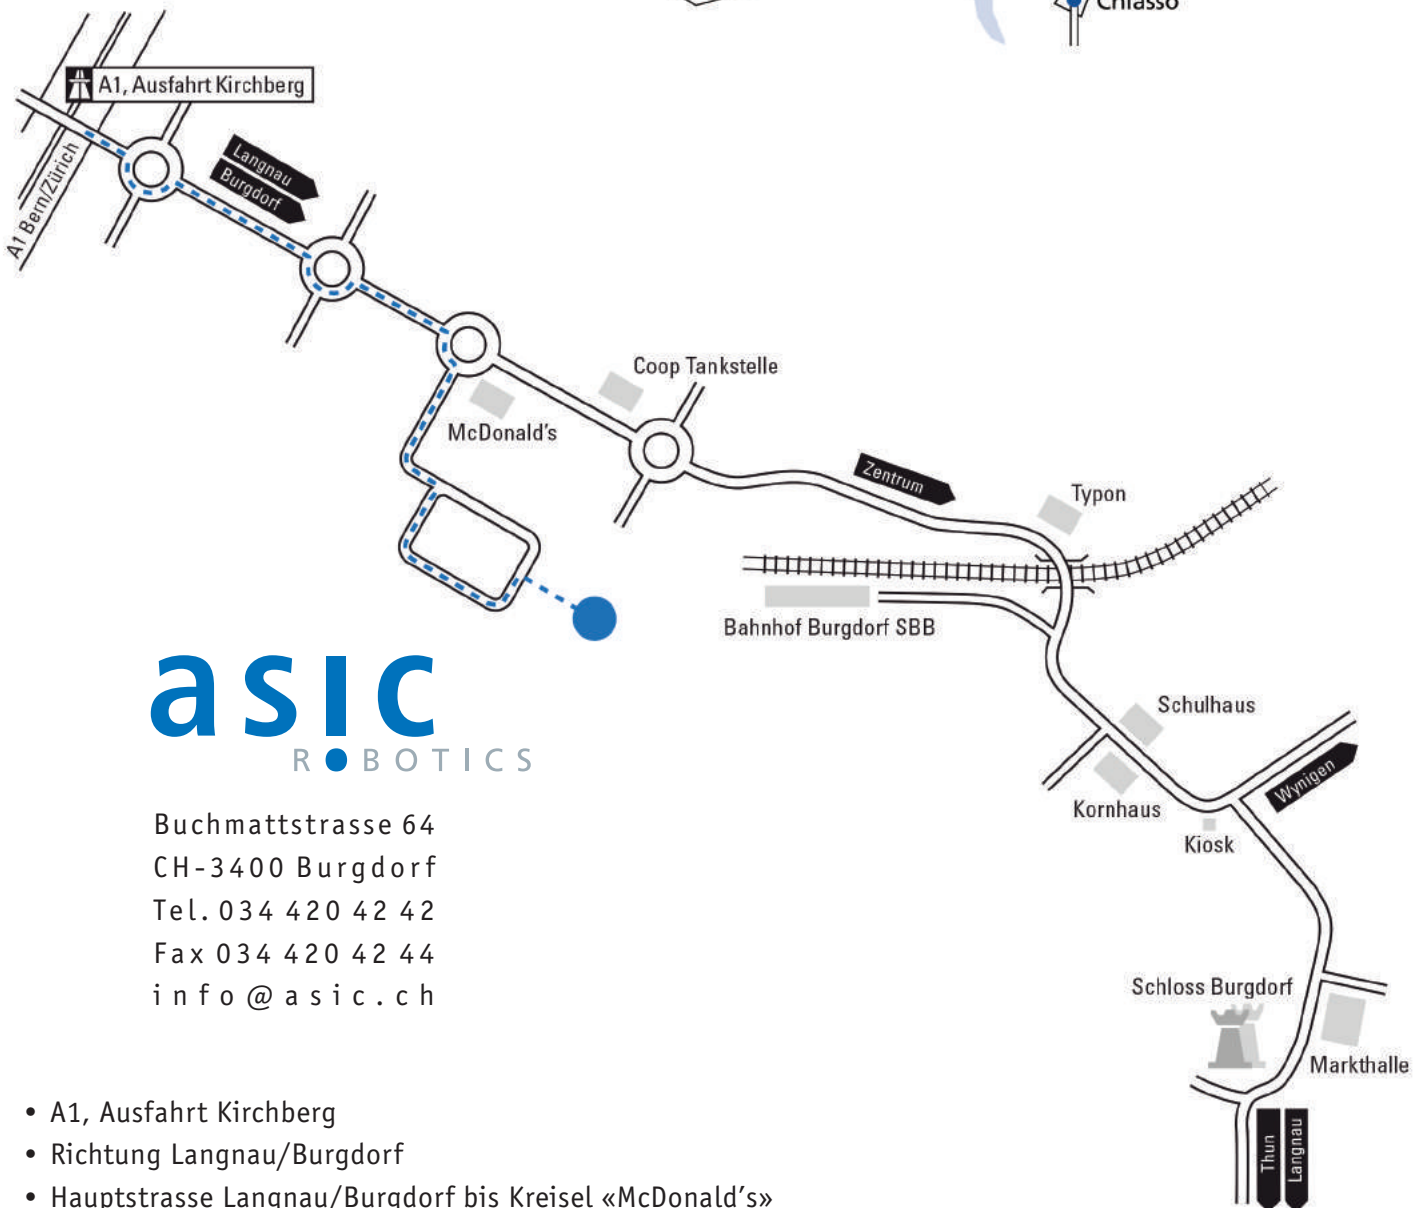 Chiasso
A1, Ausfahrt Kirchberg
A1 Bern/Zürich
Langnau
Burgdorf
Coop Tankstelle
McDonald's
Zentrum
Typon
Bahnhof Burgdorf SBB
Schulhaus
Kornhaus
Wynigen
Kiosk
Schloss Burgdorf
Markthalle
Thun
Langnau
asic
ROBOTICS
Buchmattstrasse 64
CH-3400 Burgdorf
Tel. 034 420 42 42
Fax 034 420 42 44
info@asic.ch
• A1, Ausfahrt Kirchberg
• Richtung Langnau/Burgdorf
• Hauptstrasse Langnau/Burgdorf bis Kreisel «McDonald's»